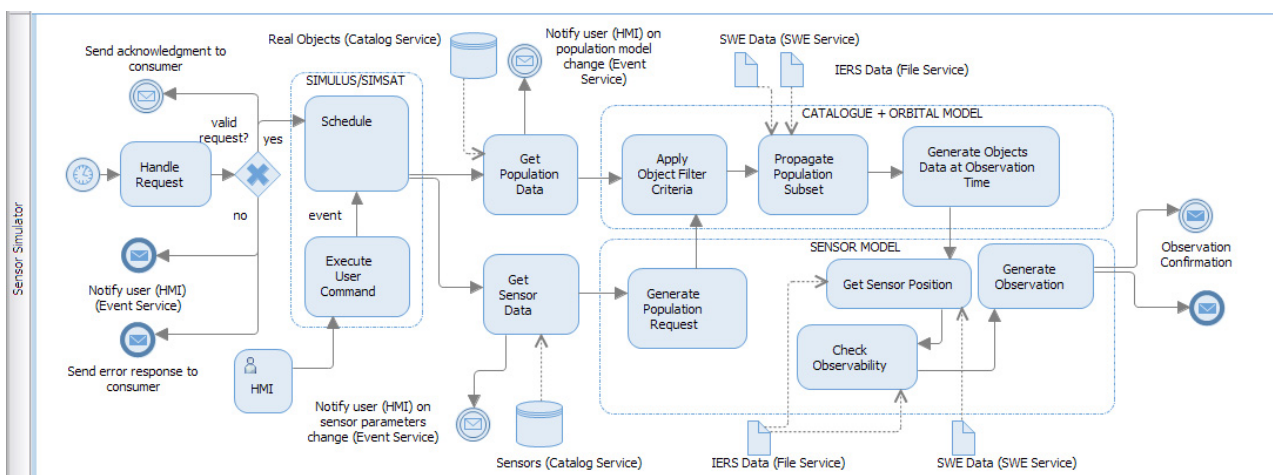 Sensor Simulator
Send acknowledgment to
consumer
valid
request?
yes
no
Handle
Request
Notify user (HMI)
(Event Service)
Send error response to
consumer
HMI
SIMULUS/SIMSAT
Schedule
event
Execute
User
Command
Real Objects (Catalog Service)
Notify user (HMI) on
population model
change (Event
Service)
Get
Population
Data
Get
Sensor
Data
Notify user (HMI) on
sensor parameters
change (Event Service)
Sensors (Catalog Service)
SWE Data (SWE Service)
IERS Data (File Service)
CATALOGUE + ORBITAL MODEL
Apply
Object Filter
Criteria
Propagate
Population
Subset
Generate Objects
Data at Observation
Time
SENSOR MODEL
Generate
Population
Request
Get Sensor Position
Check
Observability
Generate
Observation
Observation
Confirmation
IERS Data (File Service)
SWE Data (SWE Service)